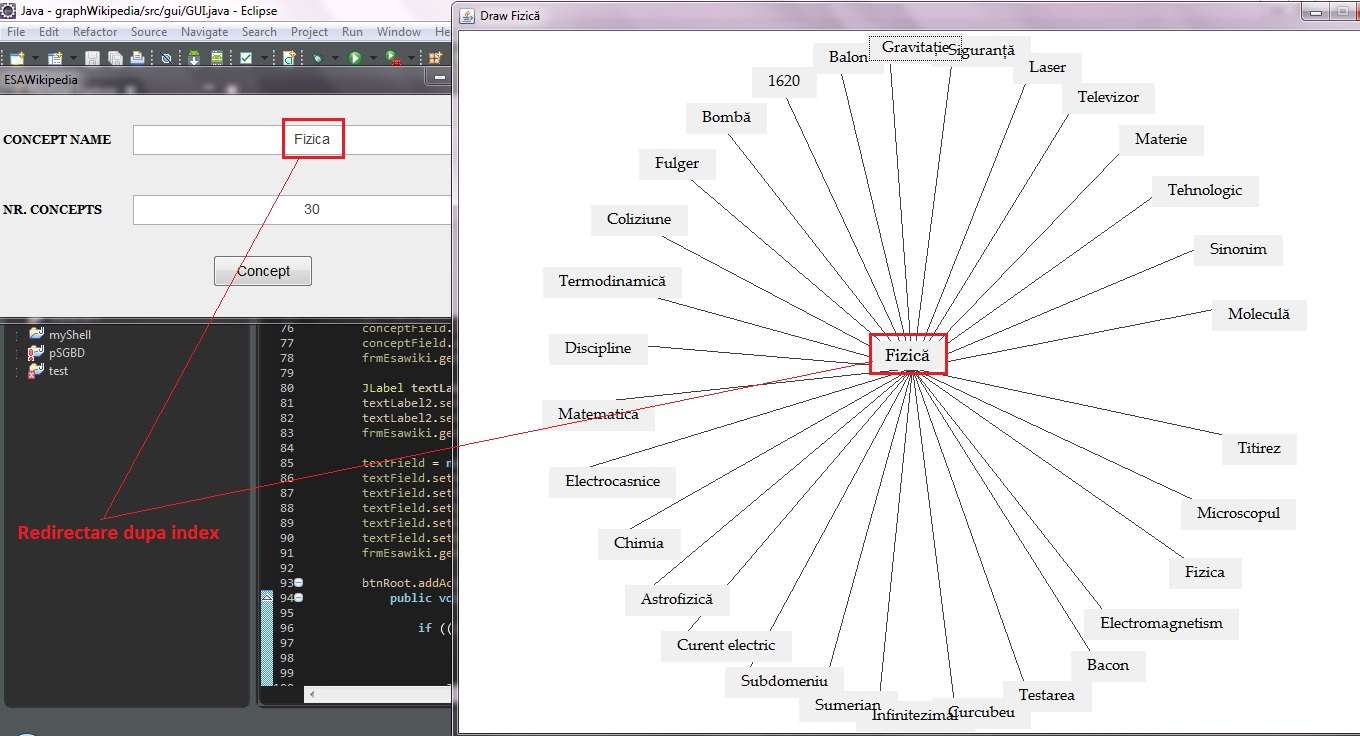 Java - graphWikipedia/src/gui/GUI.java - Eclipse
File Edit Refactor Source Navigate Search Project Run Window He
ESAWikipedia
CONCEPT NAME Fizica
NR. CONCEPTS 30
Concept
myShell
pSGBD
test
76 conceptField.
77 conceptField.
78 frmEsawiki.ge
79
80 JLabel textLa
81 textLabel2.se
82 textLabel2.se
83 frmEsawiki.ge
84
85 textField = n
86 textField.set
87 textField.set
88 textField.set
89 textField.set
90 textField.set
91 frmEsawiki.ge
92
93 btnRoot.addAc
94 public vo
95
96 if ((
97
98
99
Redirectare dupa index
Draw Fizică
Gravitație
Siguranță
Balon
Laser
1620
Televizor
Bombă
Materie
Fulger
Tehnologic
Coliziune
Sinonim
Termodinamică
Moleculă
Discipline
Fizică
Matematică
Titirez
Electrocasnice
Microscopul
Chimia
Fizica
Astrofizică
Electromagnetism
Curent electric
Bacon
Subdomeniu
Testarea
Sumerian
Infinitezimal
Curcubeu